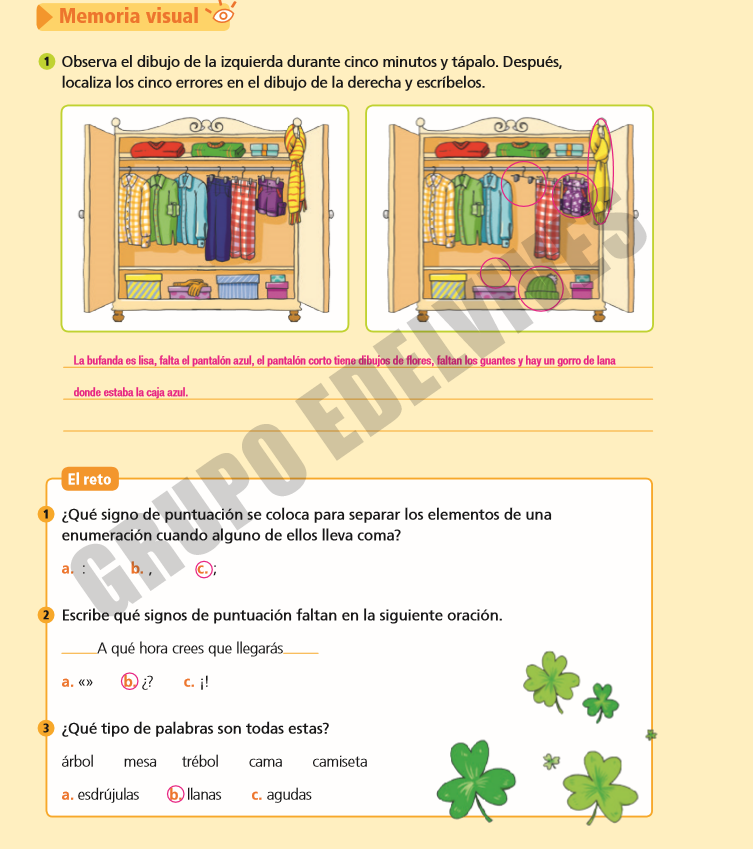 Memoria visual
1 Observa el dibujo de la izquierda durante cinco minutos y tápalo. Después,
localiza los cinco errores en el dibujo de la derecha y escríbelos.
La bufanda es lisa, falta el pantalón azul, el pantalón corto tiene dibujos de flores, faltan los guantes y hay un gorro de lana
donde estaba la caja azul.
GRUPO EDELVIVES
El reto
1 ¿Qué signo de puntuación se coloca para separar los elementos de una
enumeración cuando alguno de ellos lleva coma?
a. : b. , c. ;
2 Escribe qué signos de puntuación faltan en la siguiente oración.
____A qué hora crees que llegarás____
a. «» b. ¿? c. ¡!
3 ¿Qué tipo de palabras son todas estas?
árbol mesa trébol cama camiseta
a. esdrújulas b. llanas c. agudas